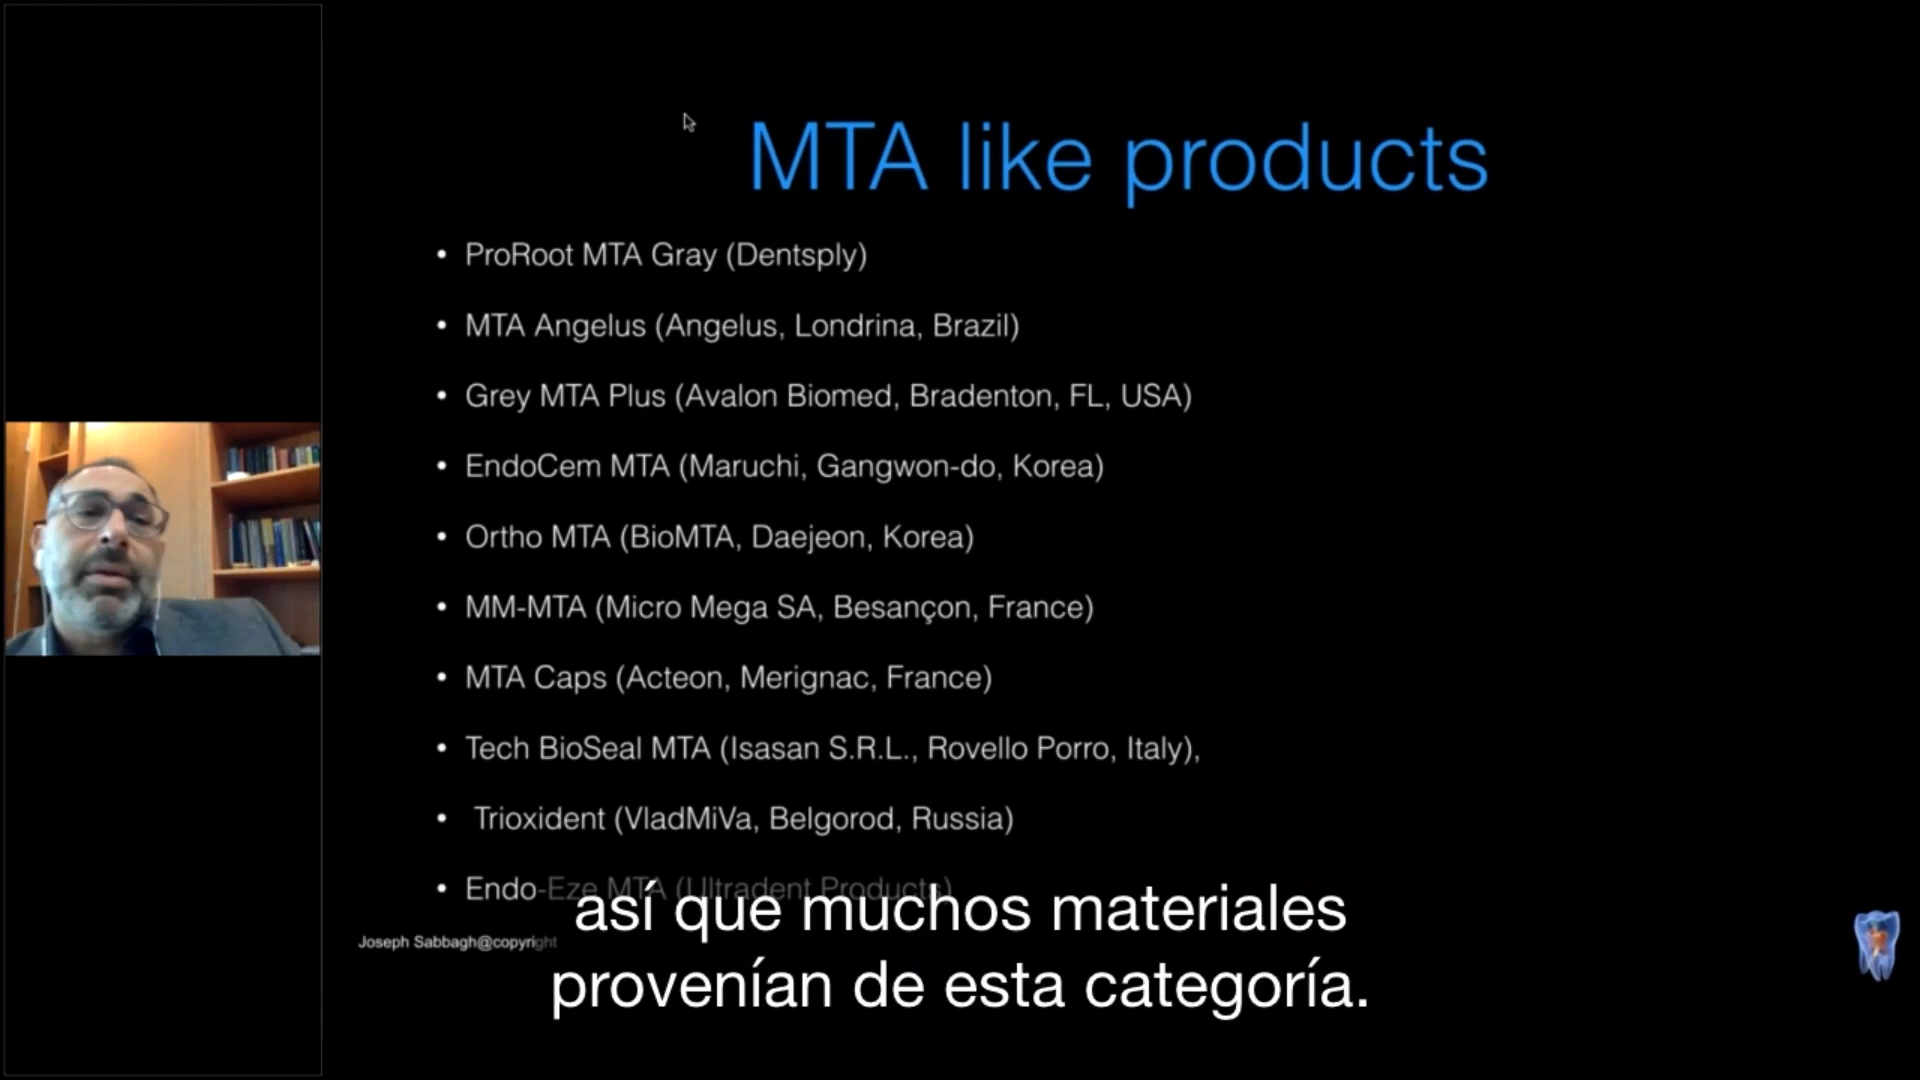 MTA like products
• ProRoot MTA Gray (Dentsply)
• MTA Angelus (Angelus, Londrina, Brazil)
• Grey MTA Plus (Avalon Biomed, Bradenton, FL, USA)
• EndoCem MTA (Maruchi, Gangwon-do, Korea)
• Ortho MTA (BioMTA, Daejeon, Korea)
• MM-MTA (Micro Mega SA, Besançon, France)
• MTA Caps (Acteon, Merignac, France)
• Tech BioSeal MTA (Isasan S.R.L., Rovello Porro, Italy),
• Trioxident (VladMiVa, Belgorod, Russia)
• Endo-Eze MTA (Ultradent Products)
Joseph Sabbagh@copyright
así que muchos materiales
provenían de esta categoría.